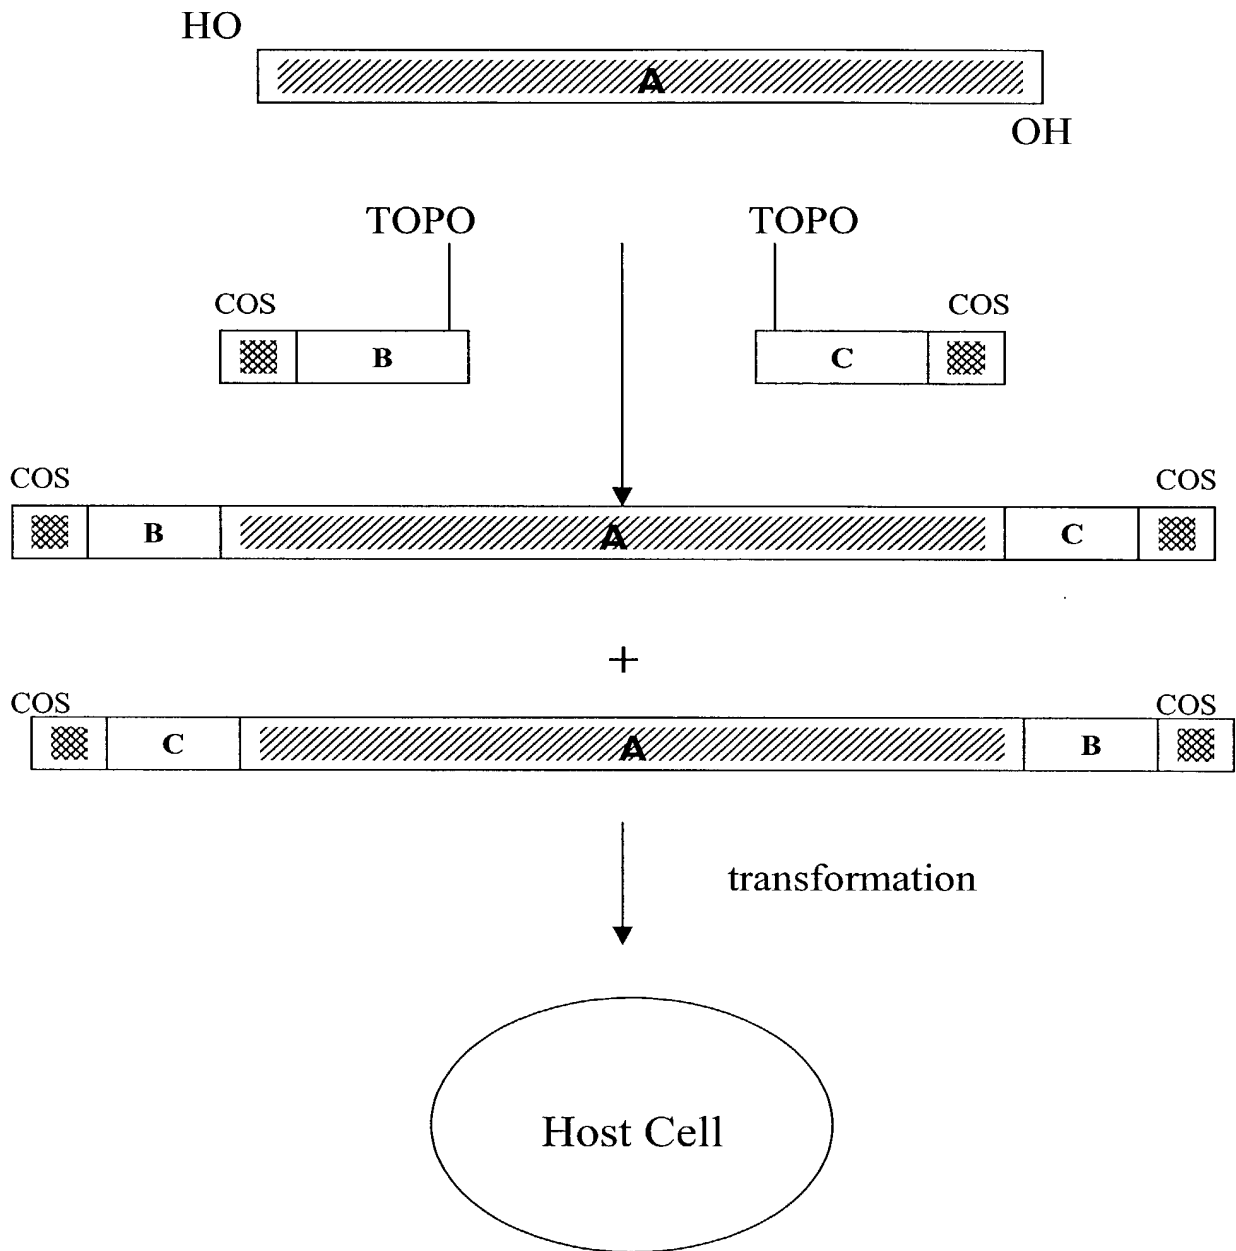 HO
A
OH
TOPO TOPO
COS COS
B C
COS COS
B A C
+
COS COS
C A B
transformation
Host Cell